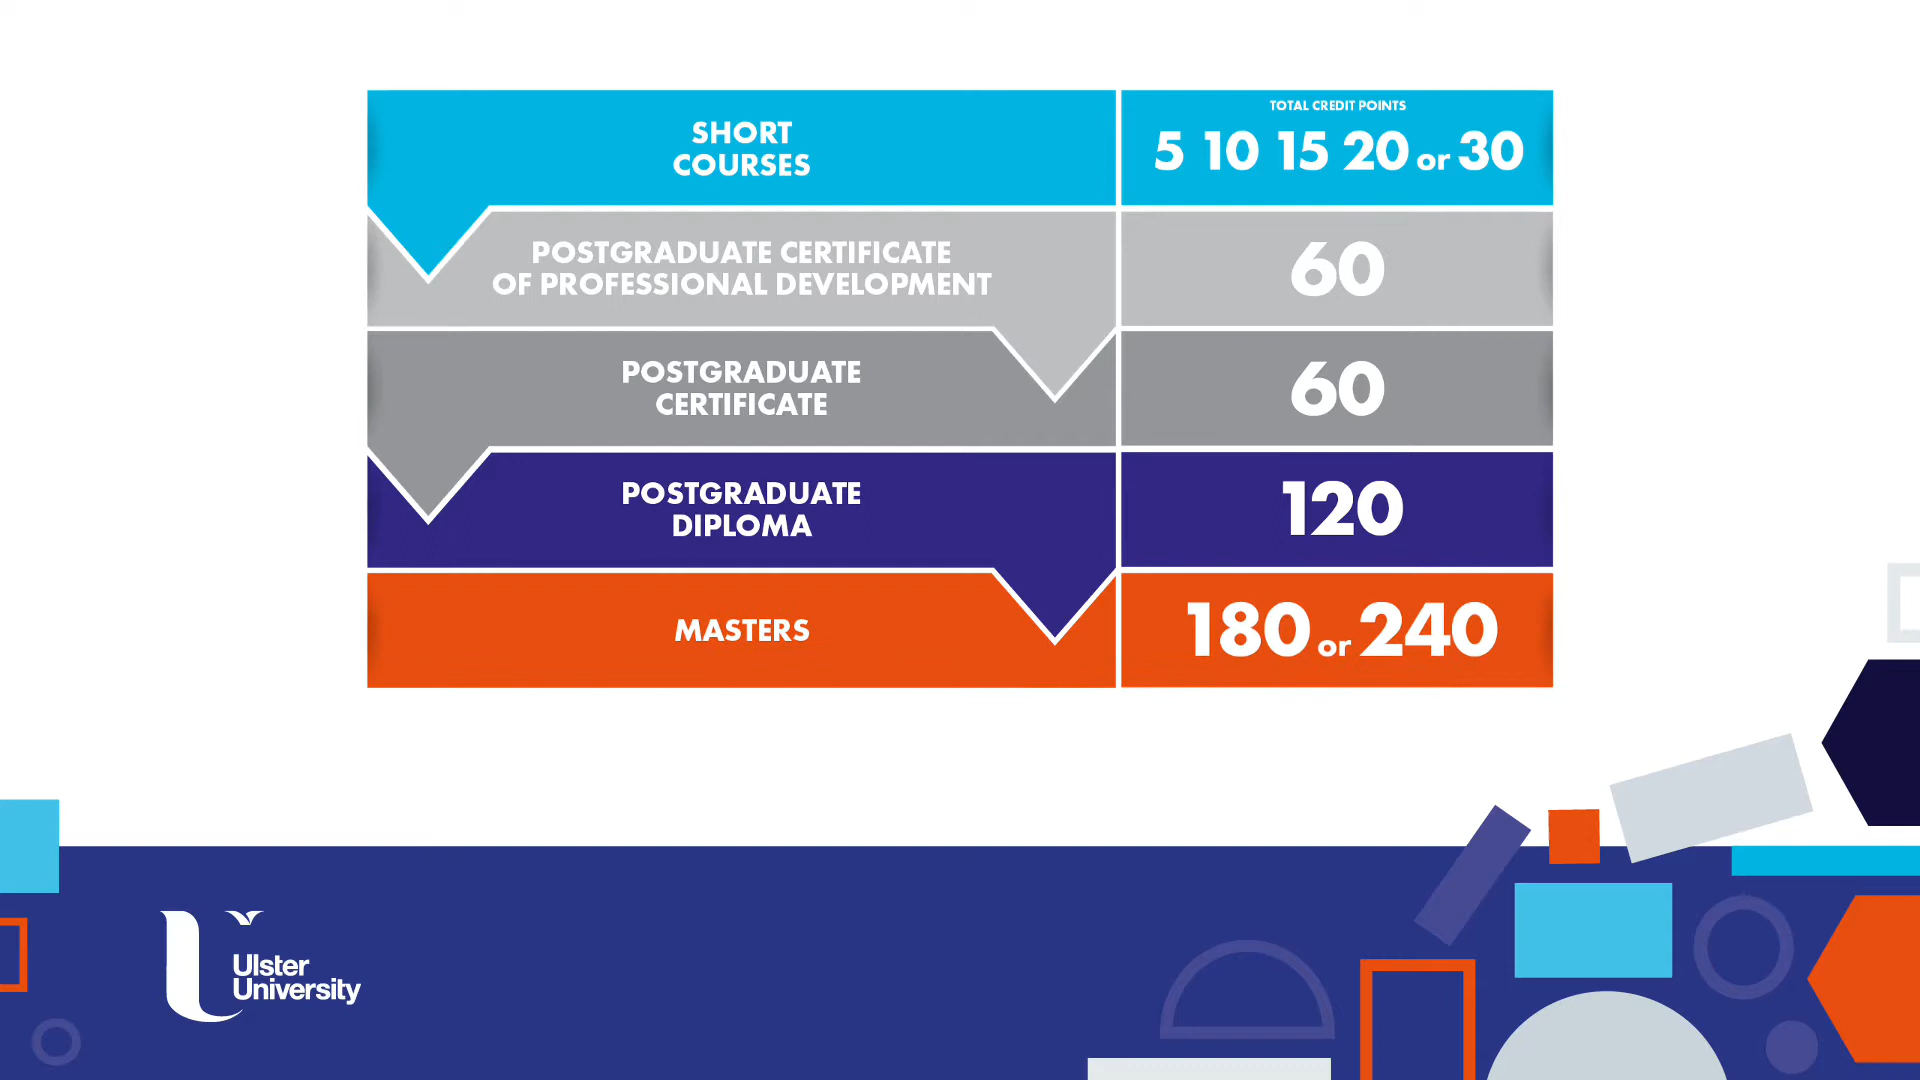 SHORT
COURSES
TOTAL CREDIT POINTS
5 10 15 20 or 30
POSTGRADUATE CERTIFICATE
OF PROFESSIONAL DEVELOPMENT
60
POSTGRADUATE
CERTIFICATE
60
POSTGRADUATE
DIPLOMA
120
MASTERS
180 or 240
Ulster
University